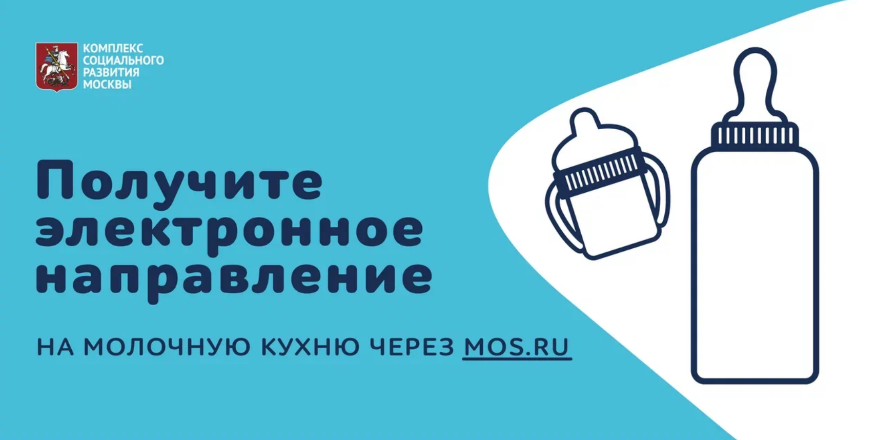 КОМПЛЕКС
СОЦИАЛЬНОГО
РАЗВИТИЯ
МОСКВЫ
Получите
электронное
направление
НА МОЛОЧНУЮ КУХНЮ ЧЕРЕЗ MOS.RU